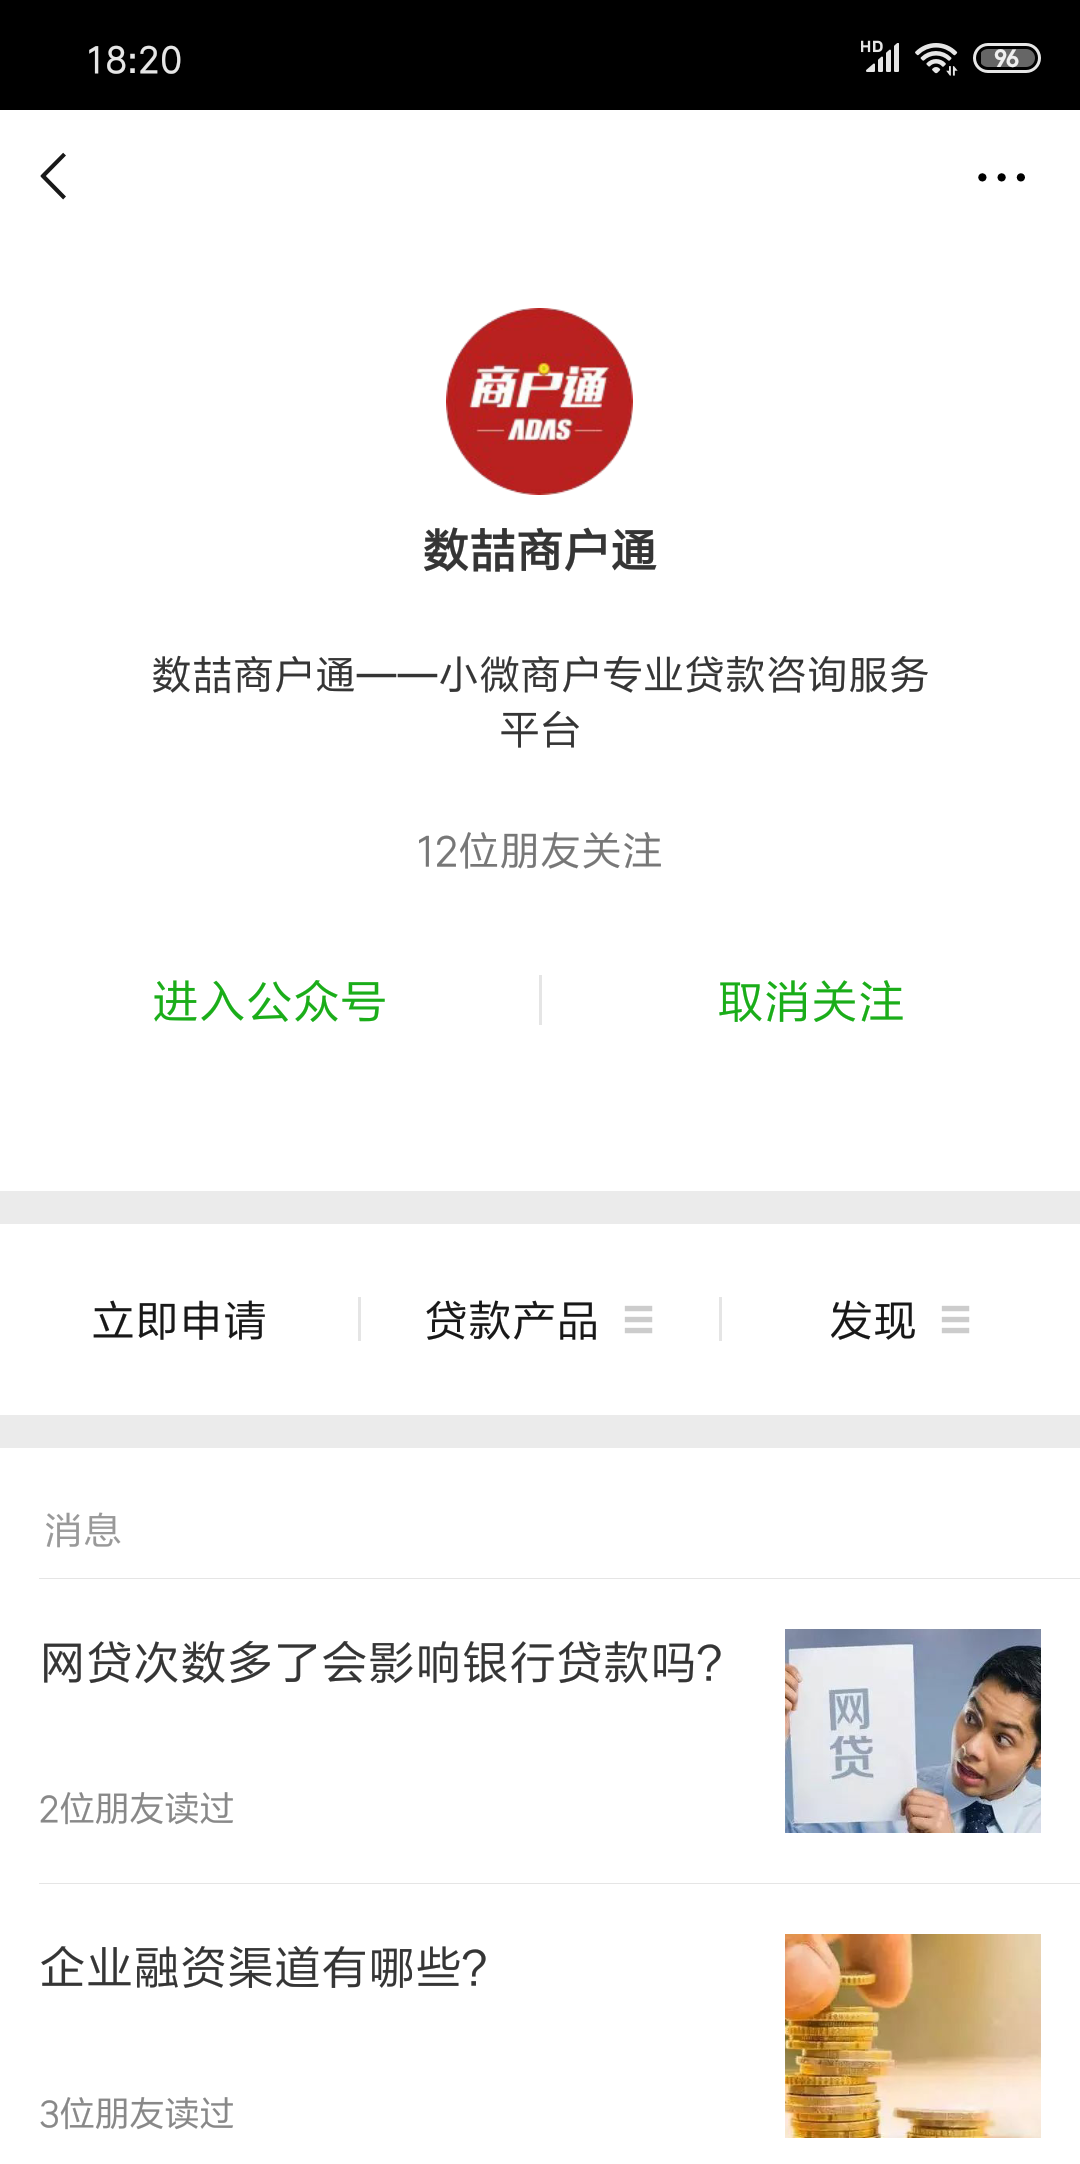 18:20
HD
96
商户通
ADAS
数喆商户通
数喆商户通——小微商户专业贷款咨询服务
平台
12位朋友关注
进入公众号
取消关注
立即申请
贷款产品
发现
消息
网贷次数多了会影响银行贷款吗?
网
贷
2位朋友读过
企业融资渠道有哪些?
3位朋友读过